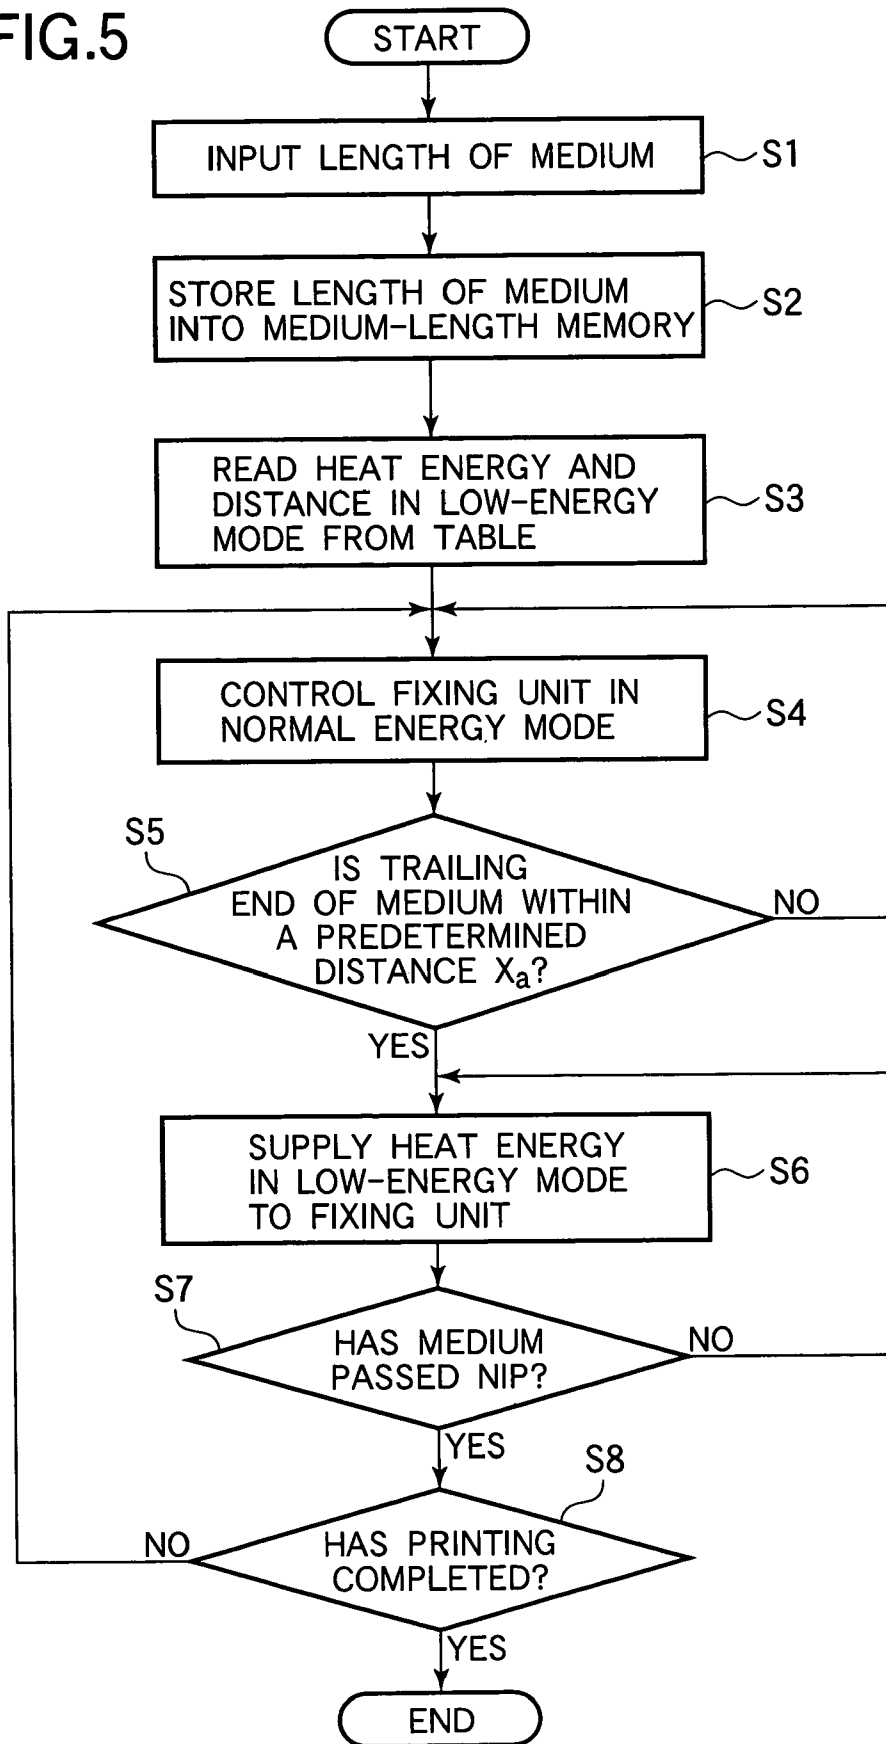 FIG.5
START
INPUT LENGTH OF MEDIUM
S1
STORE LENGTH OF MEDIUM
INTO MEDIUM-LENGTH MEMORY
S2
READ HEAT ENERGY AND
DISTANCE IN LOW-ENERGY
MODE FROM TABLE
S3
CONTROL FIXING UNIT IN
NORMAL ENERGY MODE
S4
S5
IS TRAILING
END OF MEDIUM WITHIN
A PREDETERMINED
DISTANCE Xa?
NO
YES
SUPPLY HEAT ENERGY
IN LOW-ENERGY MODE
TO FIXING UNIT
S6
S7
HAS MEDIUM
PASSED NIP?
NO
YES
S8
NO
HAS PRINTING
COMPLETED?
YES
END